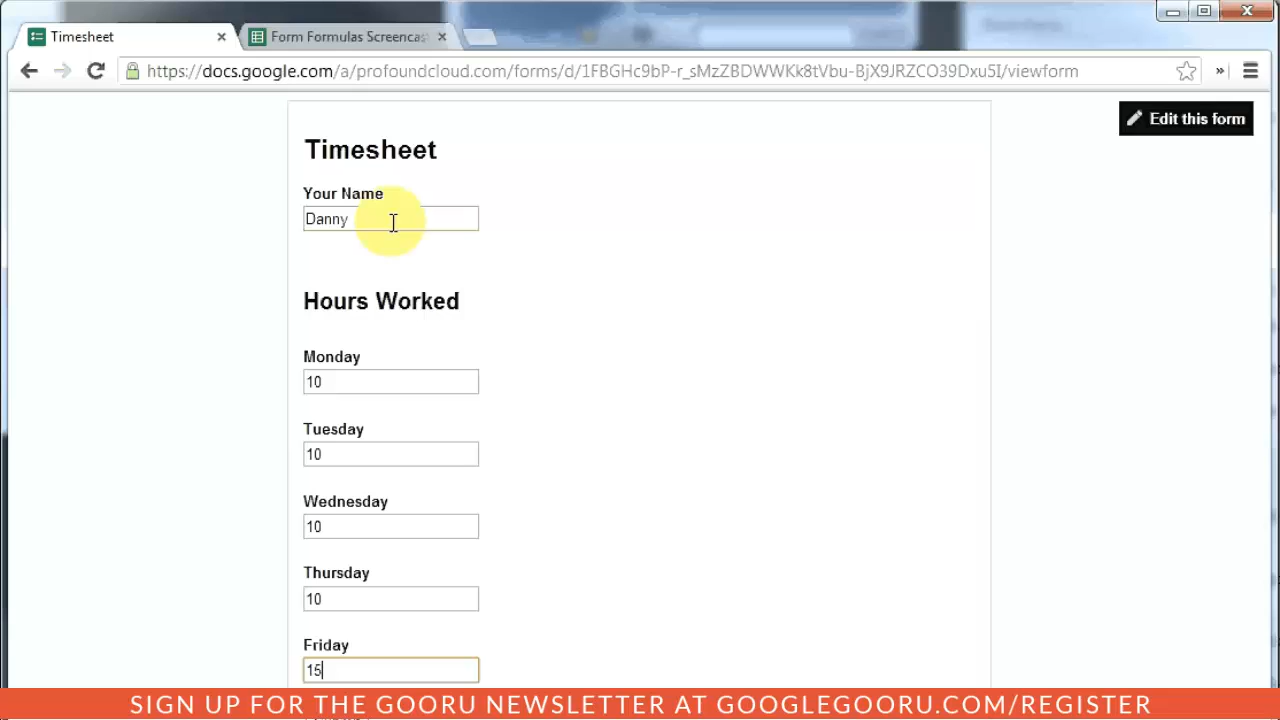 Timesheet
Form Formulas Screencas
https://docs.google.com/a/profoundcloud.com/forms/d/1FBGHc9bP-r_sMzZBDWWKk8tVbu-BjX9JRZCO39Dxu5I/viewform
Edit this form
Timesheet
Your Name
Danny
Hours Worked
Monday
10
Tuesday
10
Wednesday
10
Thursday
10
Friday
15
SIGN UP FOR THE GOORU NEWSLETTER AT GOOGLEGOORU.COM/REGISTER